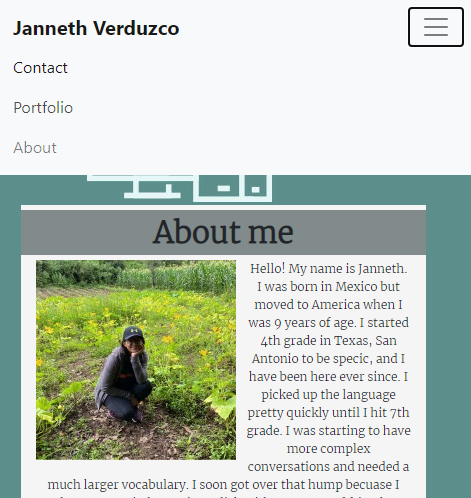 Janneth Verduzco
Contact
Portfolio
About
About me
Hello! My name is Janneth.
I was born in Mexico but
moved to America when I
was 9 years of age. I started
4th grade in Texas, San
Antonio to be specic, and I
have been here ever since. I
picked up the language
pretty quickly until I hit 7th
grade. I was starting to have
more complex
conversations and needed a
much larger vocabulary. I soon got over that hump becuase I